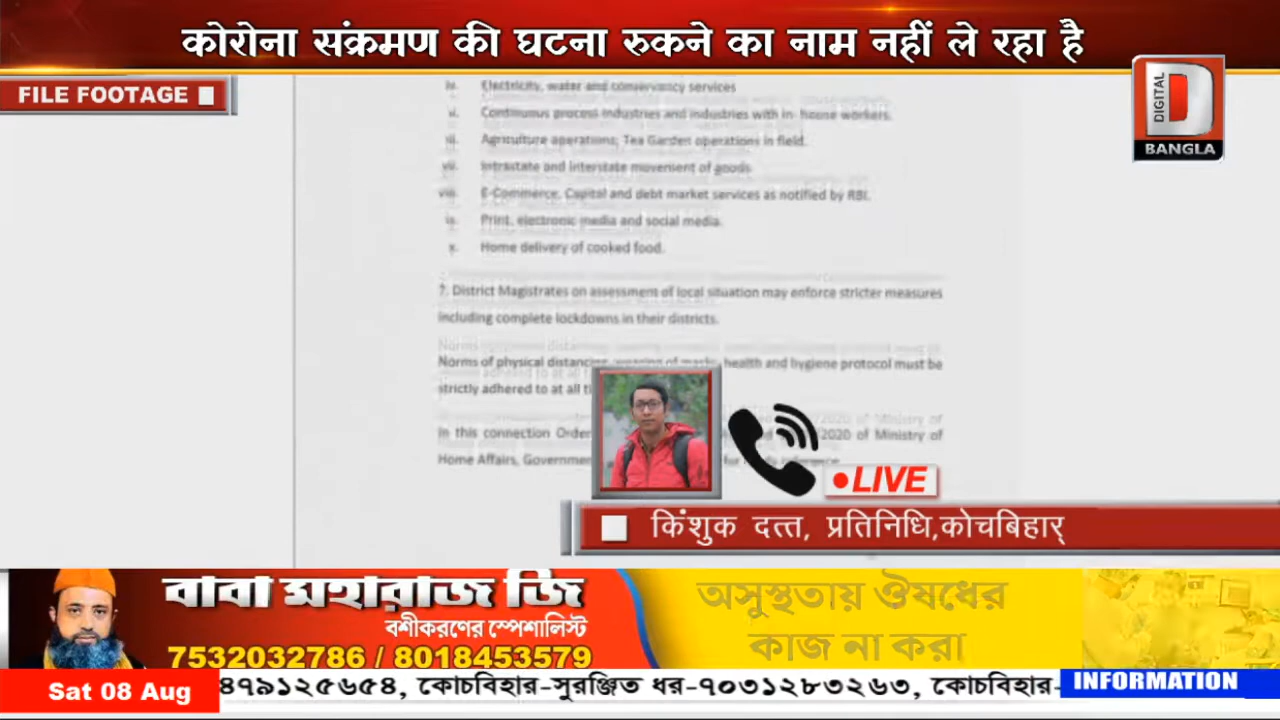 कोरोना संक्रमण की घटना रुकने का नाम नहीं ले रहा है
FILE FOOTAGE
DIGITAL
BANGLA
Electricity, water and conservancy services
Continuous process industries and industries with in- house workers.
Agriculture operations; Tea Garden operations in field.
vii. Intrastate and Interstate movement of goods
viii. E-Commerce, Capital and debt market services as notified by RBI.
ix. Print, electronic media and social media.
x. Home delivery of cooked food.
7. District Magistrates on assessment of local situation may enforce stricter measures
including complete lockdowns in their districts.
Norms of physical distancing, wearing of masks, health and hygiene protocol must be
strictly adhered to at all
In this connection Order 2020 of Ministry of
Home Affairs, Governmen
LIVE
किंशुक दत्त, प्रतिनिधि,कोचबिहार्
বাবা মহারাজ জি
বশীকরণের স্পেশালিস্ট
7532032786 / 8018453579
অসুস্থতায় ঔষধের
কাজ না করা
Sat 08 Aug
৪৭৯১২৫৬৫৪, কোচবিহার-সুরঞ্জিত ধর-৭০৩১২৮৩২৬৩, কোচবিহার-
INFORMATION